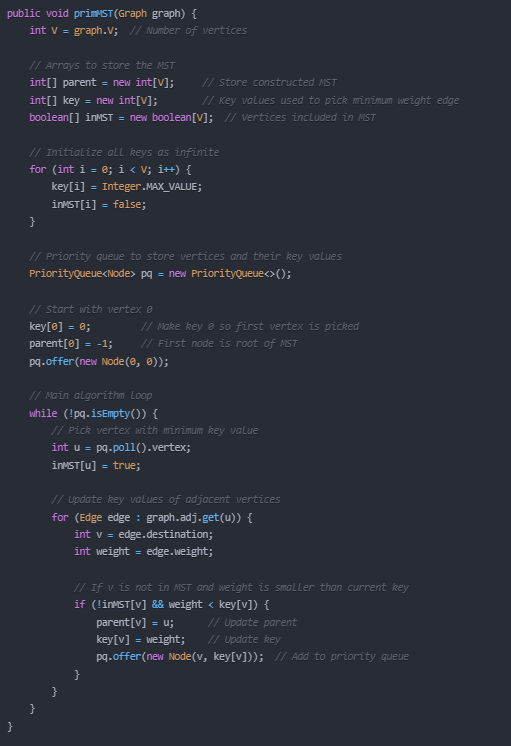 public void primMST(Graph graph) {
    int V = graph.V;  // Number of vertices

    // Arrays to store the MST
    int[] parent = new int[V];     // Store constructed MST
    int[] key = new int[V];        // Key values used to pick minimum weight edge
    boolean[] inMST = new boolean[V];  // Vertices included in MST

    // Initialize all keys as infinite
    for (int i = 0; i < V; i++) {
        key[i] = Integer.MAX_VALUE;
        inMST[i] = false;
    }

    // Priority queue to store vertices and their key values
    PriorityQueue<Node> pq = new PriorityQueue<>();

    // Start with vertex 0
    key[0] = 0;         // Make key 0 so first vertex is picked
    parent[0] = -1;     // First node is root of MST
    pq.offer(new Node(0, 0));

    // Main algorithm loop
    while (!pq.isEmpty()) {
        // Pick vertex with minimum key value
        int u = pq.poll().vertex;
        inMST[u] = true;

        // Update key values of adjacent vertices
        for (Edge edge : graph.adj.get(u)) {
            int v = edge.destination;
            int weight = edge.weight;

            // If v is not in MST and weight is smaller than current key
            if (!inMST[v] && weight < key[v]) {
                parent[v] = u;      // Update parent
                key[v] = weight;    // Update key
                pq.offer(new Node(v, key[v]));  // Add to priority queue
            }
        }
    }
}